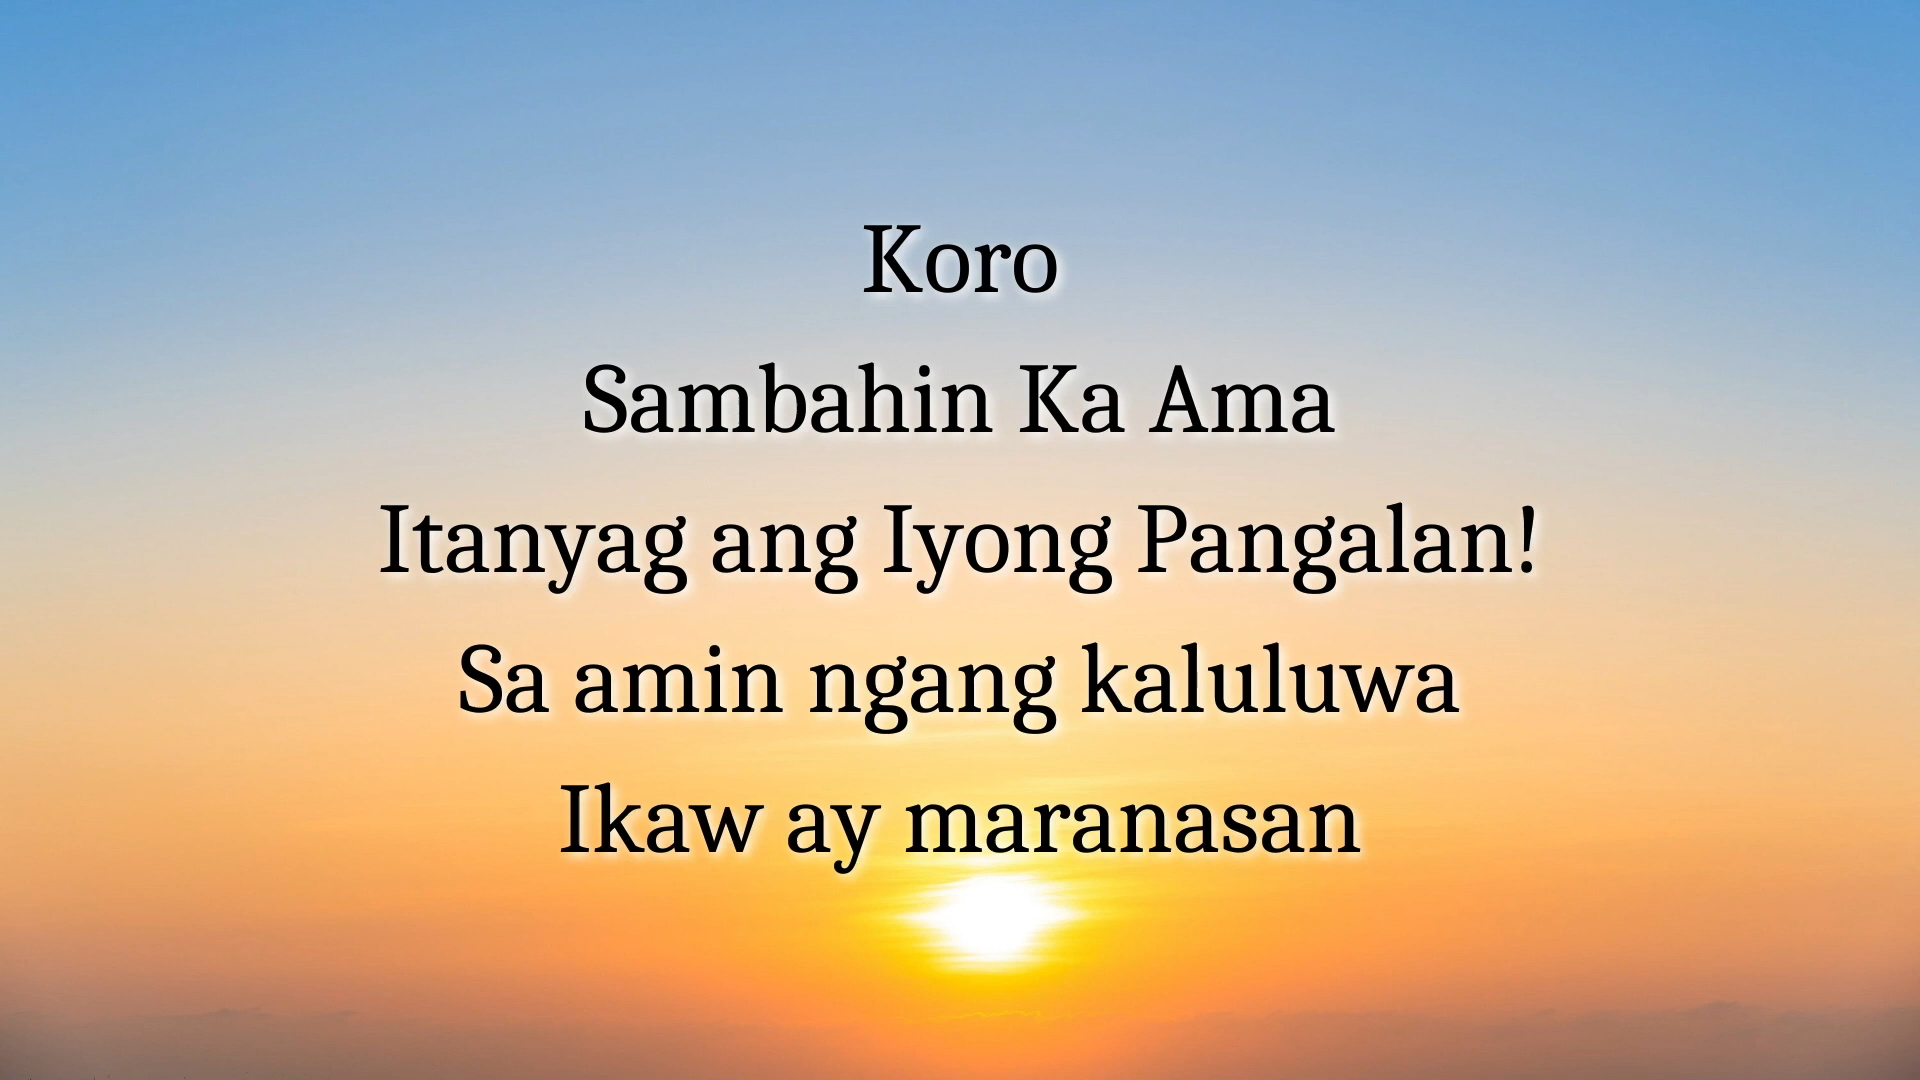 Koro
Sambahin Ka Ama
Itanyag ang Iyong Pangalan!
Sa amin ngang kaluluwa
Ikaw ay maranasan